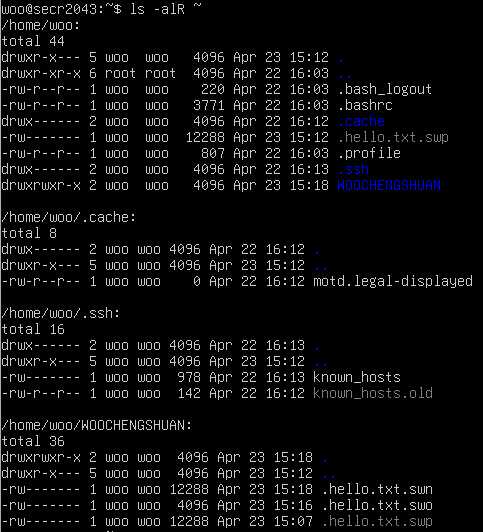 woo@secr2043:~$ ls -alR ~
/home/woo:
total 44
drwxr-x--- 5 woo  woo   4096 Apr 23 15:12 .
drwxr-xr-x 6 root root  4096 Apr 22 16:03 ..
-rw-r--r-- 1 woo  woo    220 Apr 22 16:03 .bash_logout
-rw-r--r-- 1 woo  woo   3771 Apr 22 16:03 .bashrc
drwx------ 2 woo  woo   4096 Apr 22 16:12 .cache
-rw------- 1 woo  woo  12288 Apr 23 15:12 .hello.txt.swp
-rw-r--r-- 1 woo  woo    807 Apr 22 16:03 .profile
drwx------ 2 woo  woo   4096 Apr 22 16:13 .ssh
drwxrwxr-x 2 woo  woo   4096 Apr 23 15:18 WOOCHENGSHUAN

/home/woo/.cache:
total 8
drwx------ 2 woo woo 4096 Apr 22 16:12 .
drwxr-x--- 5 woo woo 4096 Apr 23 15:12 ..
-rw-r--r-- 1 woo woo    0 Apr 22 16:12 motd.legal-displayed

/home/woo/.ssh:
total 16
drwx------ 2 woo woo 4096 Apr 22 16:13 .
drwxr-x--- 5 woo woo 4096 Apr 23 15:12 ..
-rw------- 1 woo woo  978 Apr 22 16:13 known_hosts
-rw-r--r-- 1 woo woo  142 Apr 22 16:12 known_hosts.old

/home/woo/WOOCHENGSHUAN:
total 36
drwxrwxr-x 2 woo woo  4096 Apr 23 15:18 .
drwxr-x--- 5 woo woo  4096 Apr 23 15:12 ..
-rw------- 1 woo woo 12288 Apr 23 15:18 .hello.txt.swn
-rw------- 1 woo woo  4096 Apr 23 15:16 .hello.txt.swo
-rw------- 1 woo woo 12288 Apr 23 15:07 .hello.txt.swp